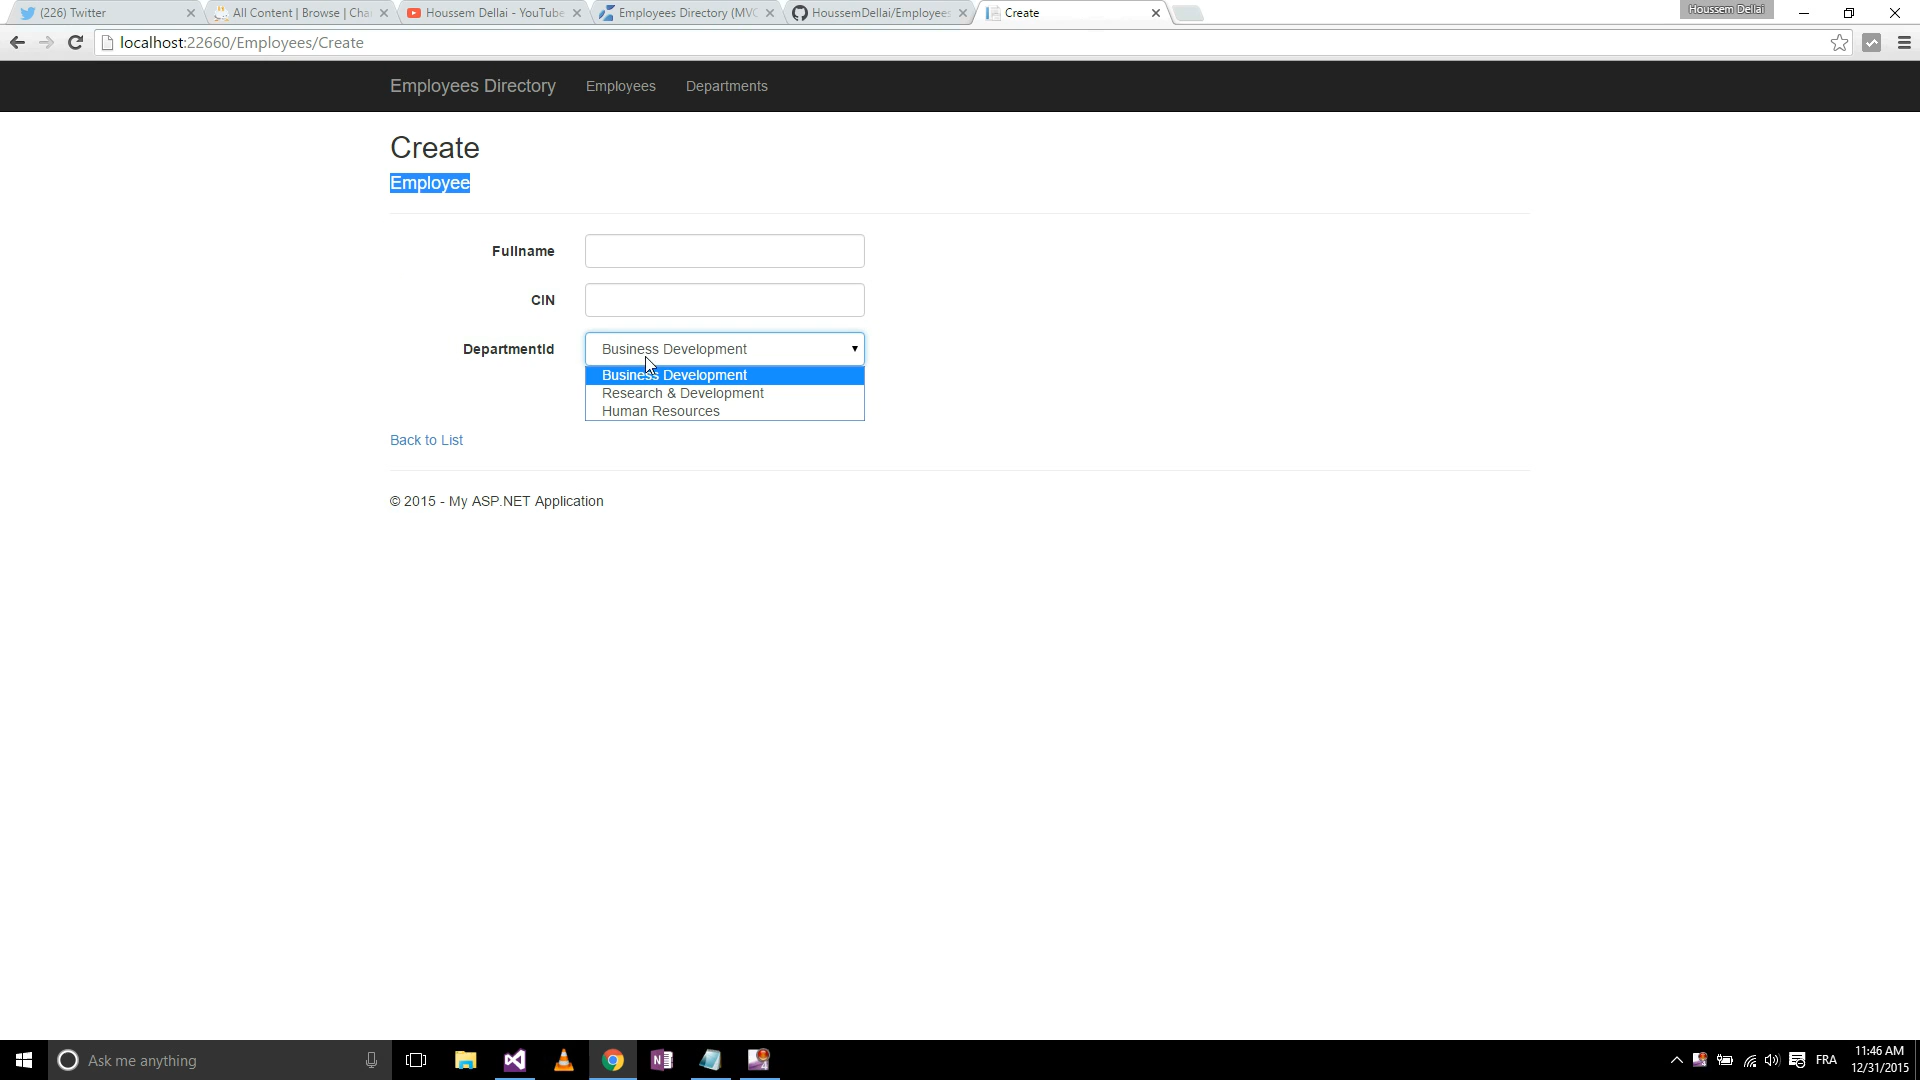 (226) Twitter
All Content | Browse | Cha
Houssem Dellai - YouTube
Employees Directory (MVC
HoussemDellai/Employees
Create
Houssem Dellai
localhost:22660/Employees/Create
Employees Directory Employees Departments
Create
Employee
Fullname
CIN
DepartmentId Business Development
Business Development
Research & Development
Human Resources
Back to List
© 2015 - My ASP.NET Application
Ask me anything
FRA
11:46 AM
12/31/2015